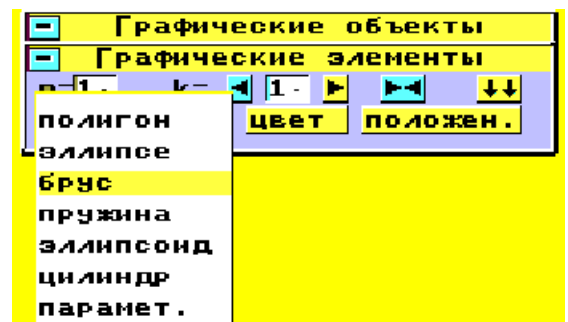 Графические объекты
Графические элементы
n=1. k= 1.
цвет положен.
полигон
эллипсе
брус
пружина
эллипсоид
цилиндр
парамет.